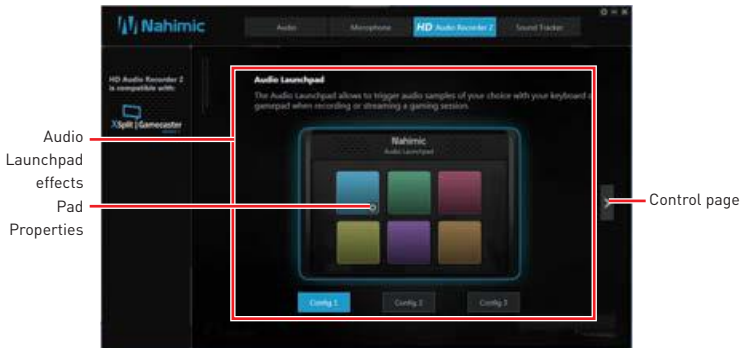 Nahimic
Audio
Microphone
HD Audio Recorder 2
Sound Tracker
HD Audio Recorder 2
is compatible with:
XSplit | Gamecaster
Audio Launchpad
The Audio Launchpad allows to trigger audio samples of your choice with your keyboard
gamepad when recording or streaming a gaming session.
Nahimic
Audio Launchpad
Config 1
Config 2
Config 3
Audio
Launchpad
effects
Pad
Properties
Control page